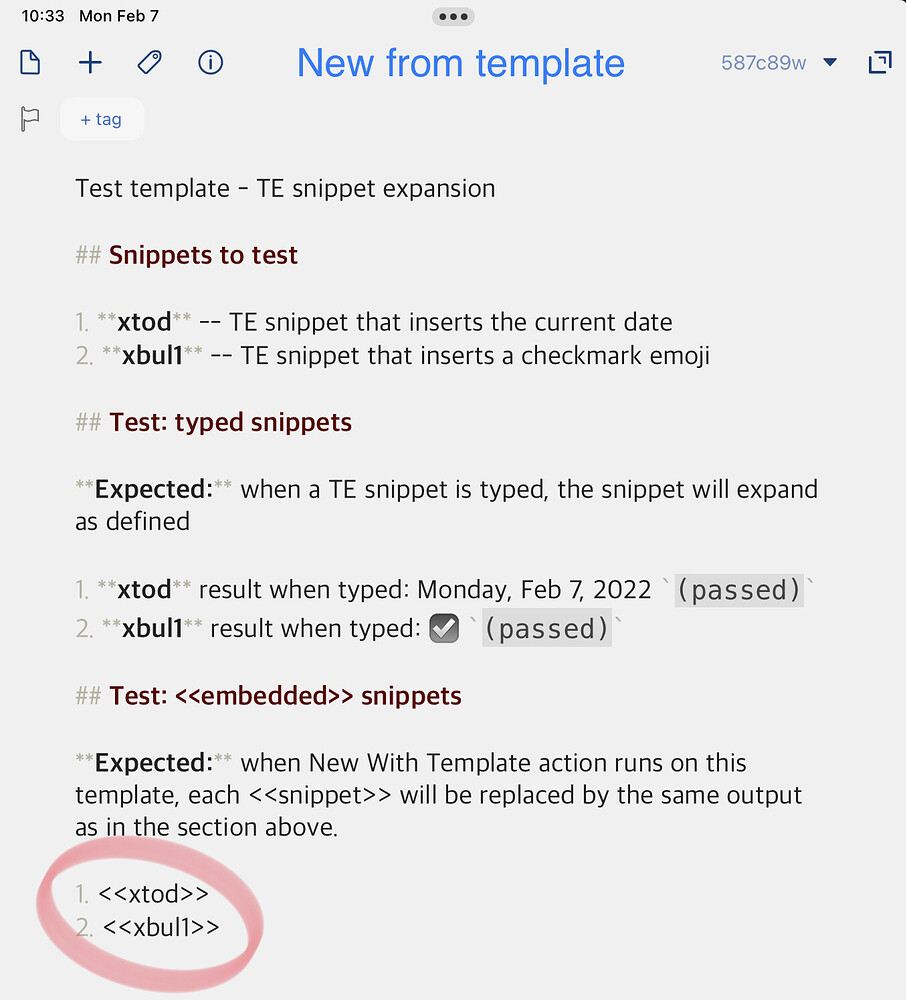 10:33 Mon Feb 7
New from template
587c89w
+ tag
Test template - TE snippet expansion
## Snippets to test
1. **xtod** -- TE snippet that inserts the current date
2. **xbul1** -- TE snippet that inserts a checkmark emoji
## Test: typed snippets
**Expected:** when a TE snippet is typed, the snippet will expand
as defined
1. **xtod** result when typed: Monday, Feb 7, 2022 `(passed)`
2. **xbul1** result when typed: ☑️ `(passed)`
## Test: <<embedded>> snippets
**Expected:** when New With Template action runs on this
template, each <<snippet>> will be replaced by the same output
as in the section above.
1. <<xtod>>
2. <<xbul1>>